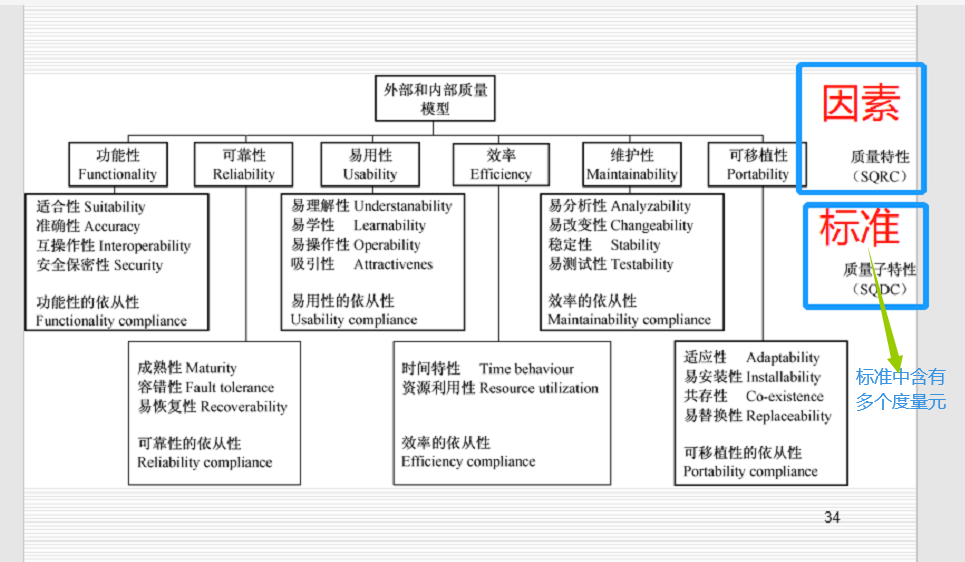 外部和内部质量
模型
因素
功能性
Functionality
可靠性
Reliability
易用性
Usability
效率
Efficiency
维护性
Maintainability
可移植性
Portability
质量特性
（SQRC）
适合性 Suitability
准确性 Accuracy
互操作性 Interoperability
安全保密性 Security
功能性的依从性
Functionality compliance
易理解性 Understanability
易学性 Learnability
易操作性 Operability
吸引性 Attractivenes
易用性的依从性
Usability compliance
易分析性 Analyzability
易改变性 Changeability
稳定性 Stability
易测试性 Testability
效率的依从性
Maintainability compliance
标准
质量子特性
（SQDC）
成熟性 Maturity
容错性 Fault tolerance
易恢复性 Recoverability
可靠性的依从性
Reliability compliance
时间特性 Time behaviour
资源利用性 Resource utilization
效率的依从性
Efficiency compliance
适应性 Adaptability
易安装性 Installability
共存性 Co-existence
易替换性 Replaceability
可移植性的依从性
Portability compliance
标准中含有
多个度量元
34